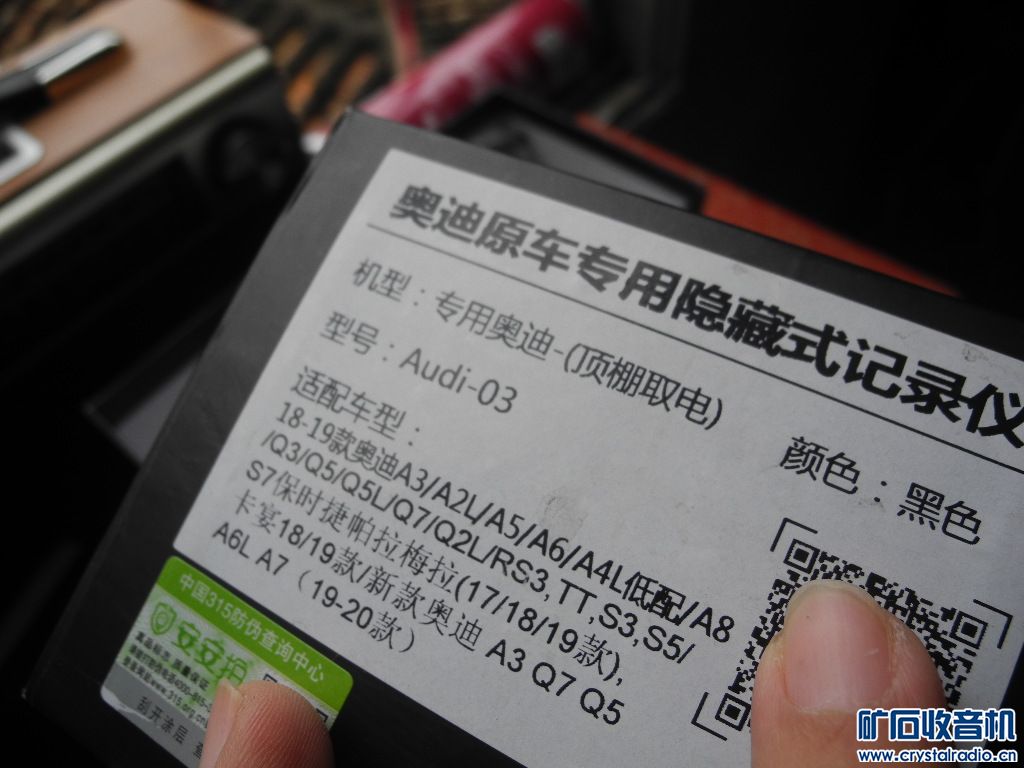 奥迪原车专用隐藏式记录仪
机型：专用奥迪-(顶棚取电)
型号：Audi-03
颜色：黑色
适配车型：
18-19款奥迪A3/A2L/A5/A6/A4L低配/A8
/Q3/Q5/Q5L/Q7/Q2L/RS3,TT,S3,S5/
S7保时捷帕拉梅拉(17/18/19款),
卡宴18/19款/新款奥迪 A3 Q7 Q5
A6L A7（19-20款）
中国315防伪查询中心
安安
刮开涂层
矿石收音机
www.crystalradio.cn